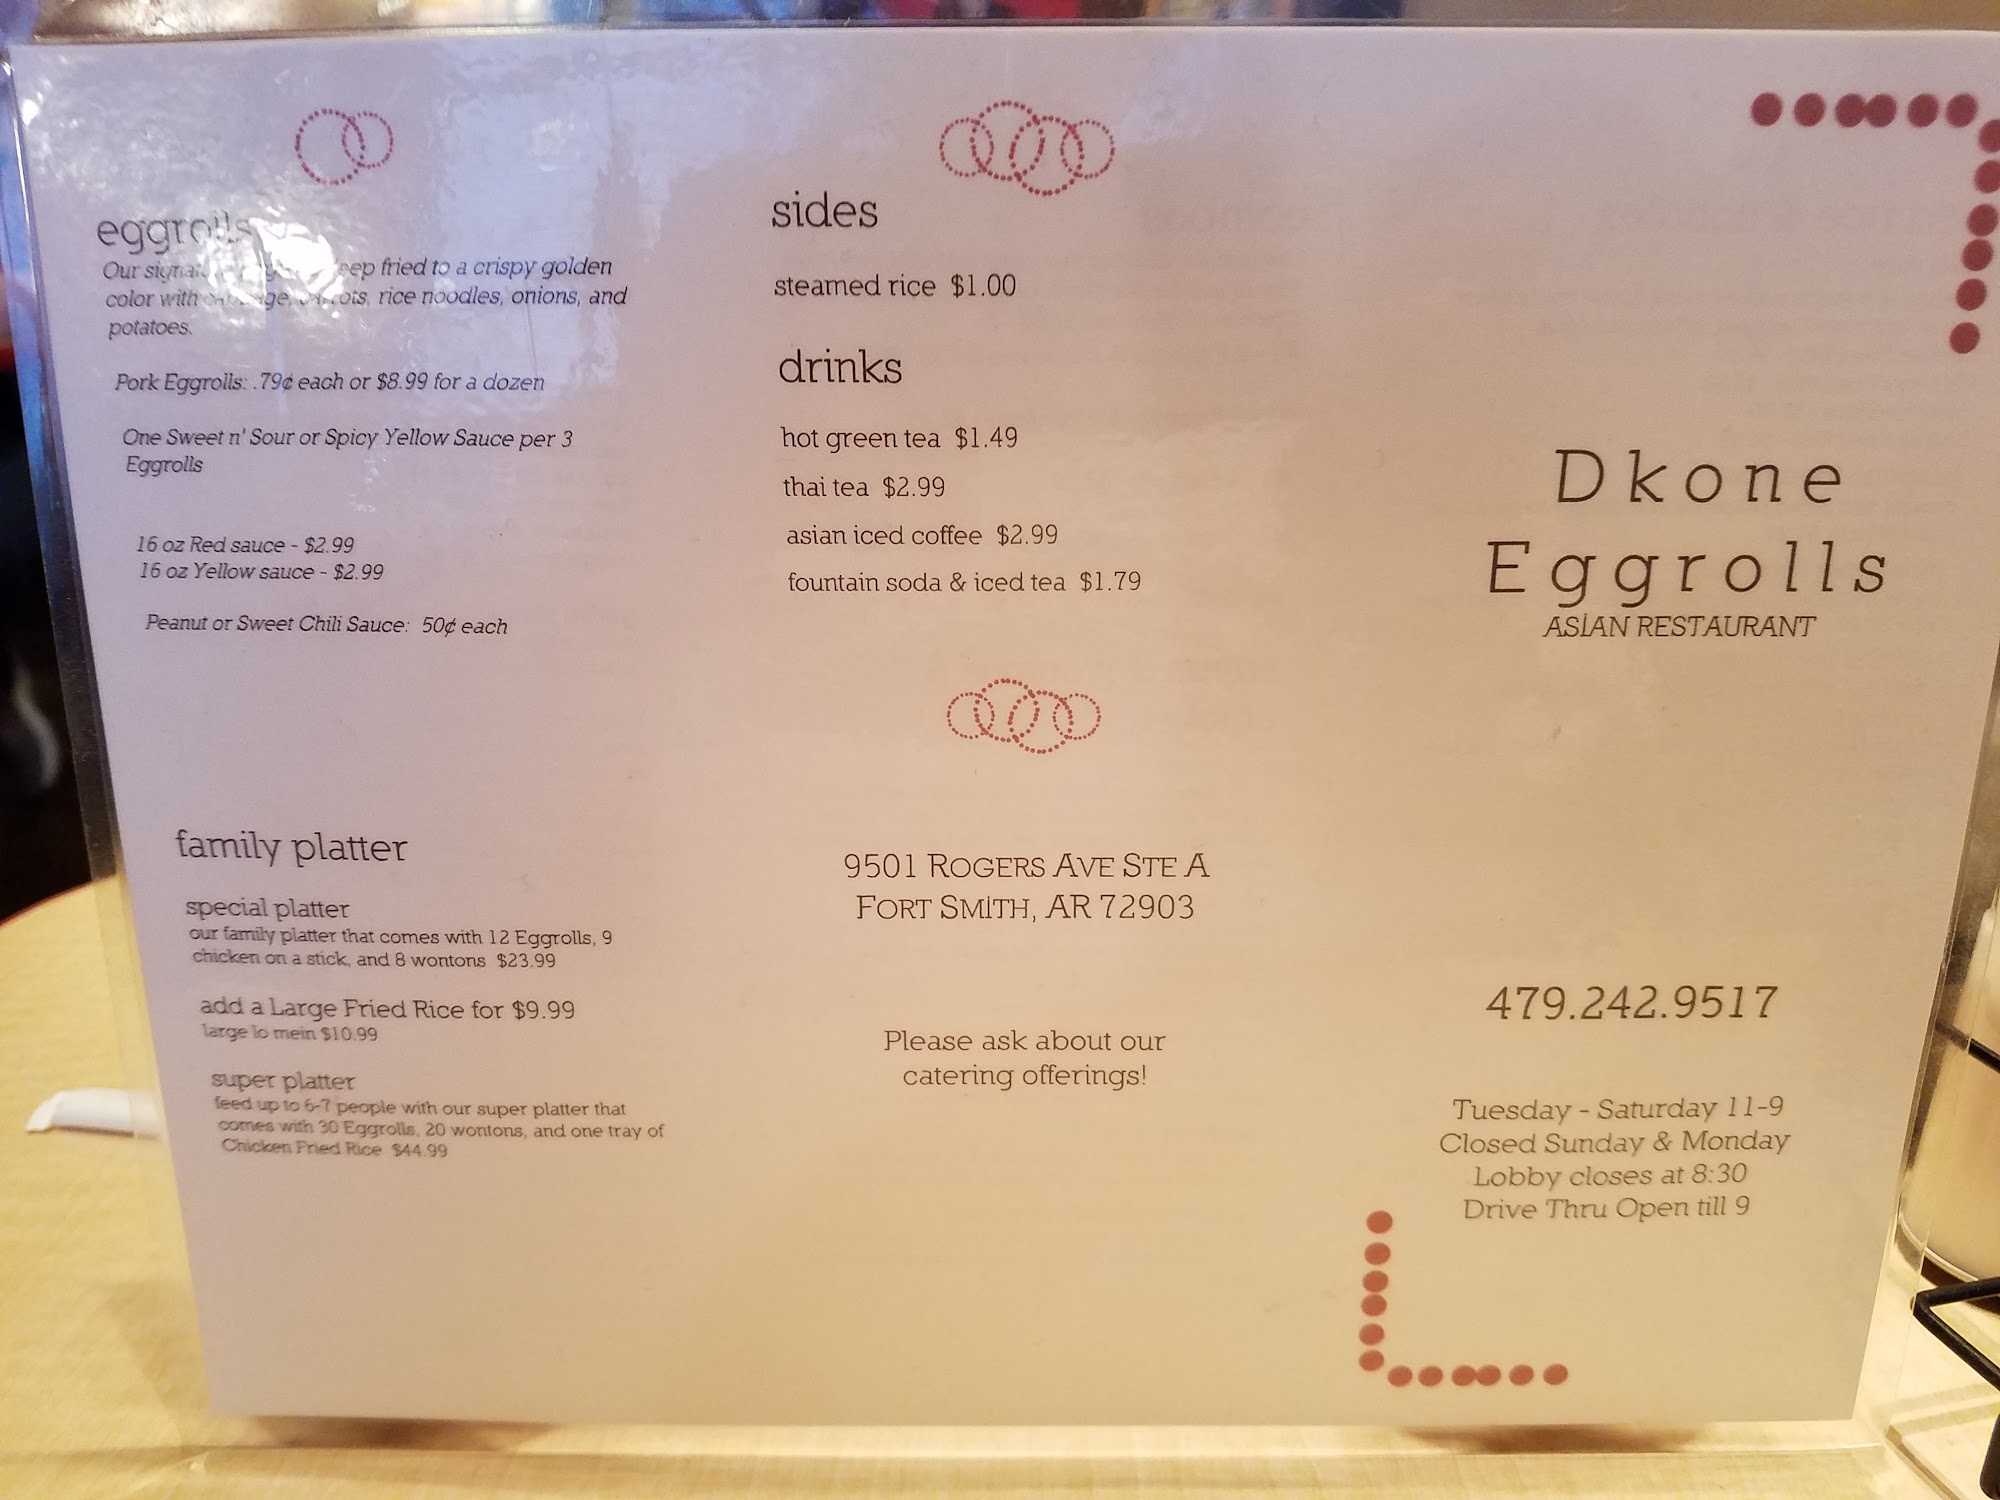 eggrolls
Our deep fried to a crispy golden
color with rice noodles, onions, and
potatoes.
Pork Eggrolls: .79¢ each or $8.99 for a dozen
One Sweet n' Sour or Spicy Yellow Sauce per 3
Eggrolls
16 oz Red sauce - $2.99
16 oz Yellow sauce - $2.99
Peanut or Sweet Chili Sauce: 50¢ each
family platter
special platter
our family platter that comes with 12 Eggrolls, 9
chicken on a stick, and 8 wontons $23.99
add a Large Fried Rice for $9.99
large lo mein $10.99
super platter
feed up to 6-7 people with our super platter that
comes with 30 Eggrolls, 20 wontons, and one tray of
Chicken Fried Rice $44.99
sides
steamed rice $1.00
drinks
hot green tea $1.49
thai tea $2.99
asian iced coffee $2.99
fountain soda & iced tea $1.79
9501 ROGERS AVE STE A
FORT SMITH, AR 72903
Please ask about our
catering offerings!
Dkone
Eggrolls
ASIAN RESTAURANT
479.242.9517
Tuesday - Saturday 11-9
Closed Sunday & Monday
Lobby closes at 8:30
Drive Thru Open till 9